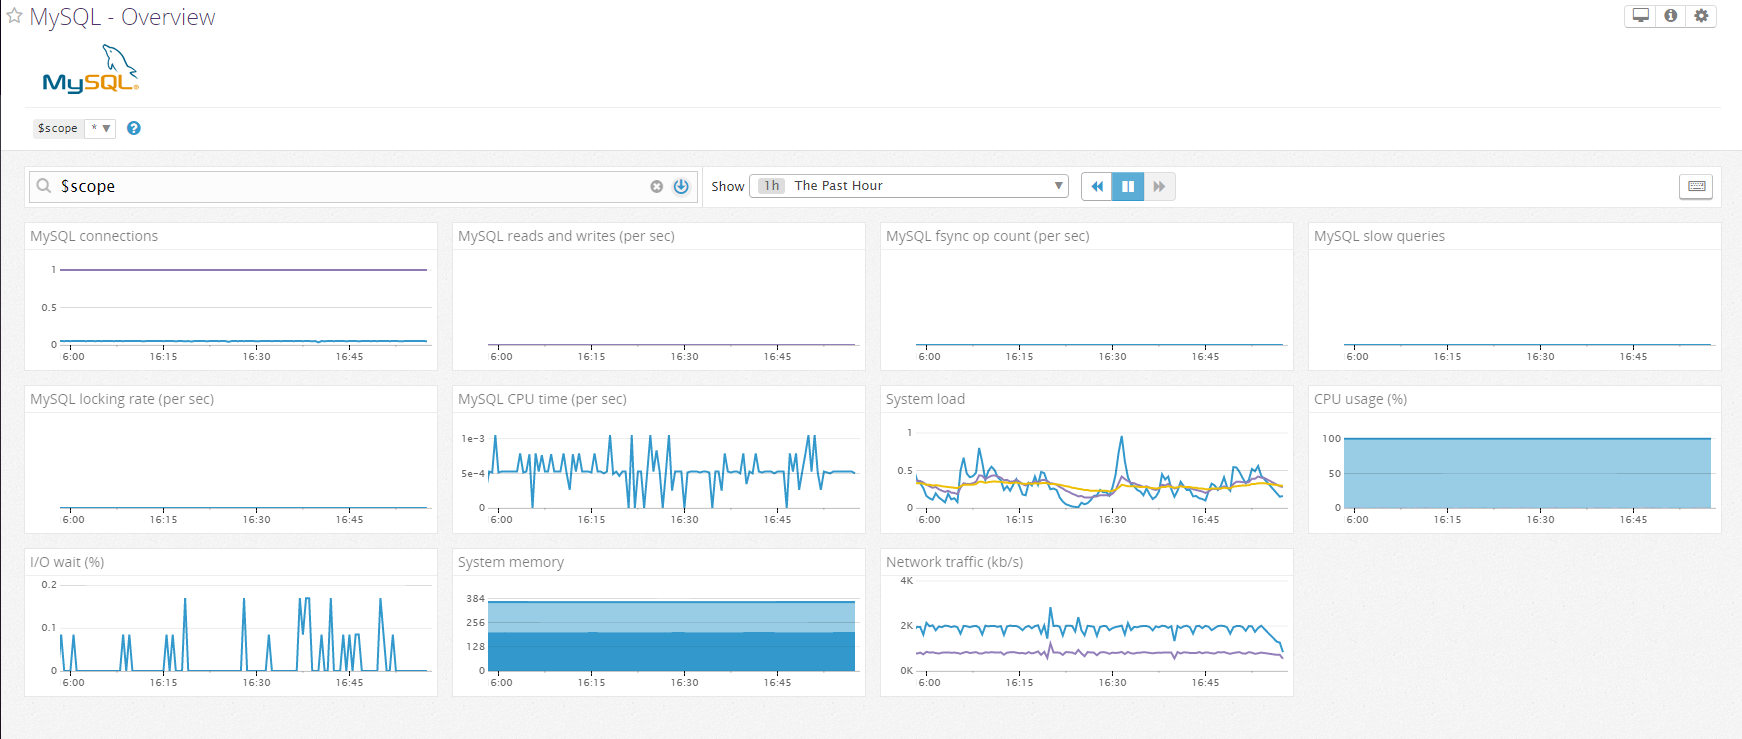 MySQL - Overview
MySQL®
$scope * ▼ ?
$scope Show 1h The Past Hour
MySQL connections
1
0.5
0
6:00 16:15 16:30 16:45
MySQL reads and writes (per sec)
6:00 16:15 16:30 16:45
MySQL fsync op count (per sec)
6:00 16:15 16:30 16:45
MySQL slow queries
6:00 16:15 16:30 16:45
MySQL locking rate (per sec)
6:00 16:15 16:30 16:45
MySQL CPU time (per sec)
1e-3
5e-4
0
6:00 16:15 16:30 16:45
System load
1
0.5
0
6:00 16:15 16:30 16:45
CPU usage (%)
100
50
0
6:00 16:15 16:30 16:45
I/O wait (%)
0.2
0.1
0
6:00 16:15 16:30 16:45
System memory
384
256
128
0
6:00 16:15 16:30 16:45
Network traffic (kb/s)
4K
2K
0K
6:00 16:15 16:30 16:45